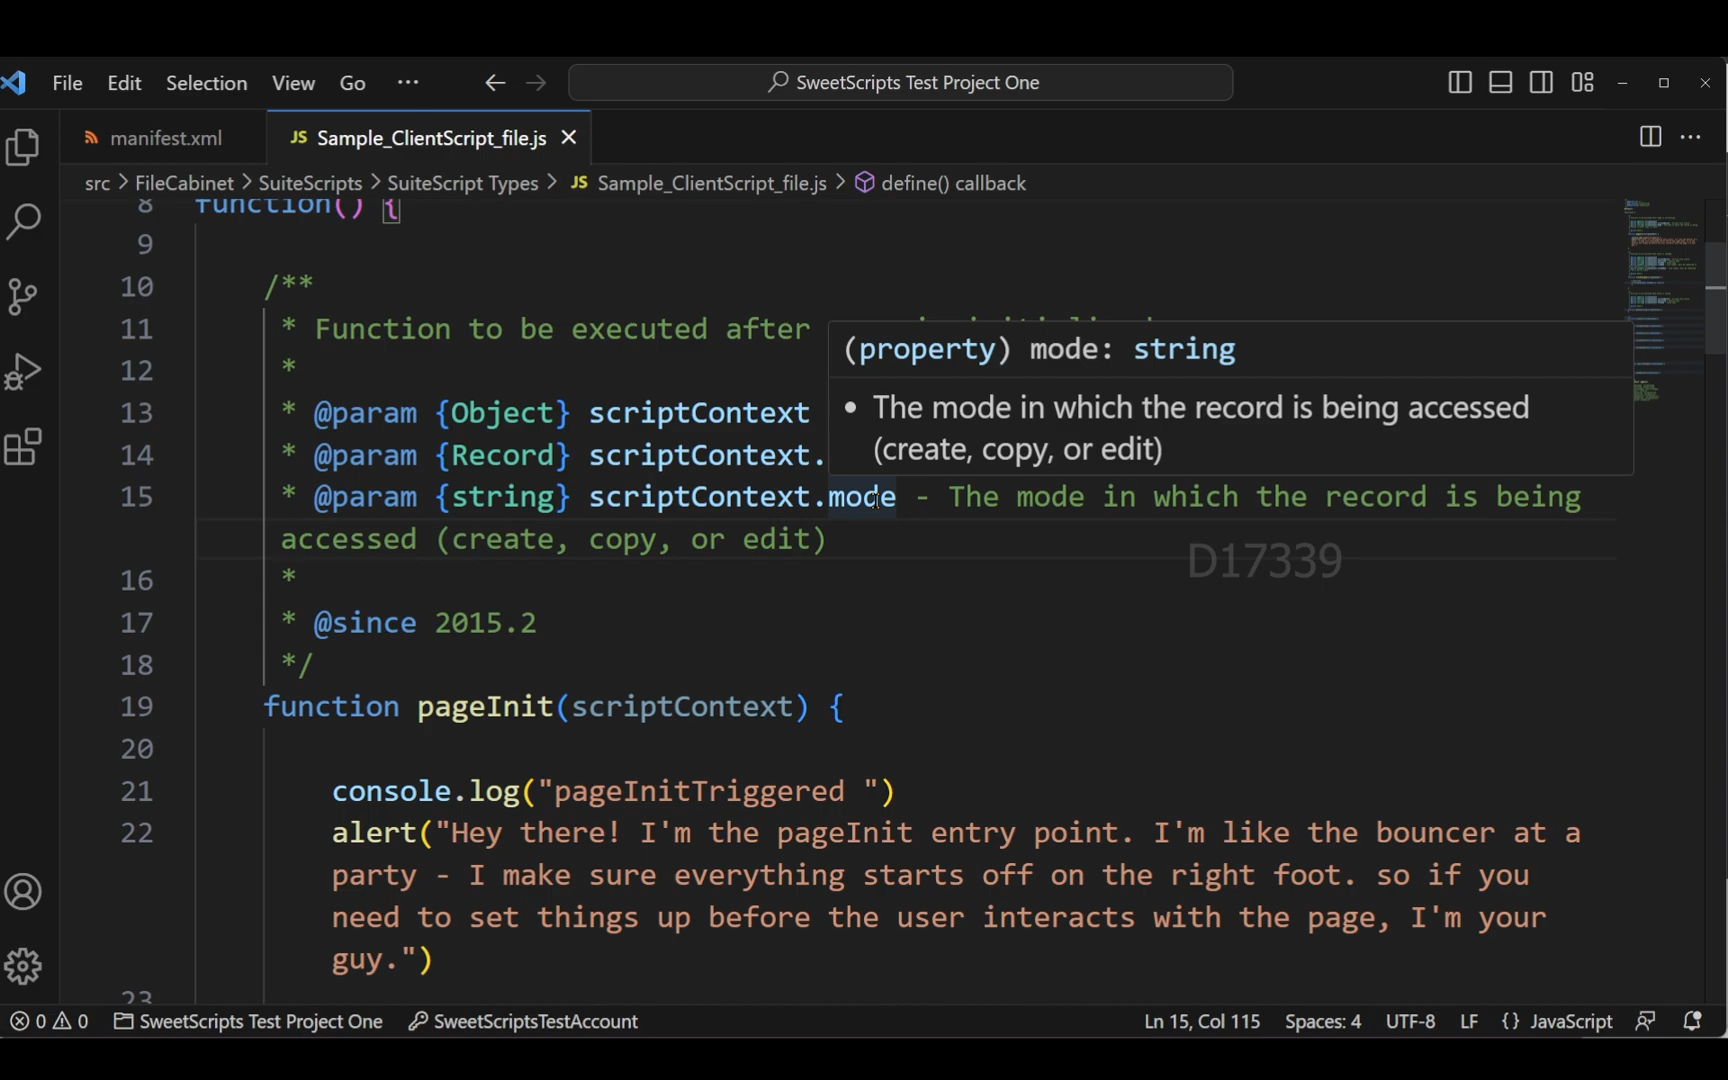 File Edit Selection View Go ··· SweetScripts Test Project One
manifest.xml JS Sample_ClientScript_file.js
src > FileCabinet > SuiteScripts > SuiteScript Types > JS Sample_ClientScript_file.js > define() callback
8 function() {
9
10 /**
11 * Function to be executed after
12 *
(property) mode: string
• The mode in which the record is being accessed
(create, copy, or edit)
13 * @param {Object} scriptContext
14 * @param {Record} scriptContext.
15 * @param {string} scriptContext.mode - The mode in which the record is being
accessed (create, copy, or edit)
D17339
16 *
17 * @since 2015.2
18 */
19 function pageInit(scriptContext) {
20
21 console.log("pageInitTriggered ")
22 alert("Hey there! I'm the pageInit entry point. I'm like the bouncer at a
party - I make sure everything starts off on the right foot. so if you
need to set things up before the user interacts with the page, I'm your
guy.")
23
0 0 SweetScripts Test Project One SweetScriptsTestAccount Ln 15, Col 115 Spaces: 4 UTF-8 LF {} JavaScript